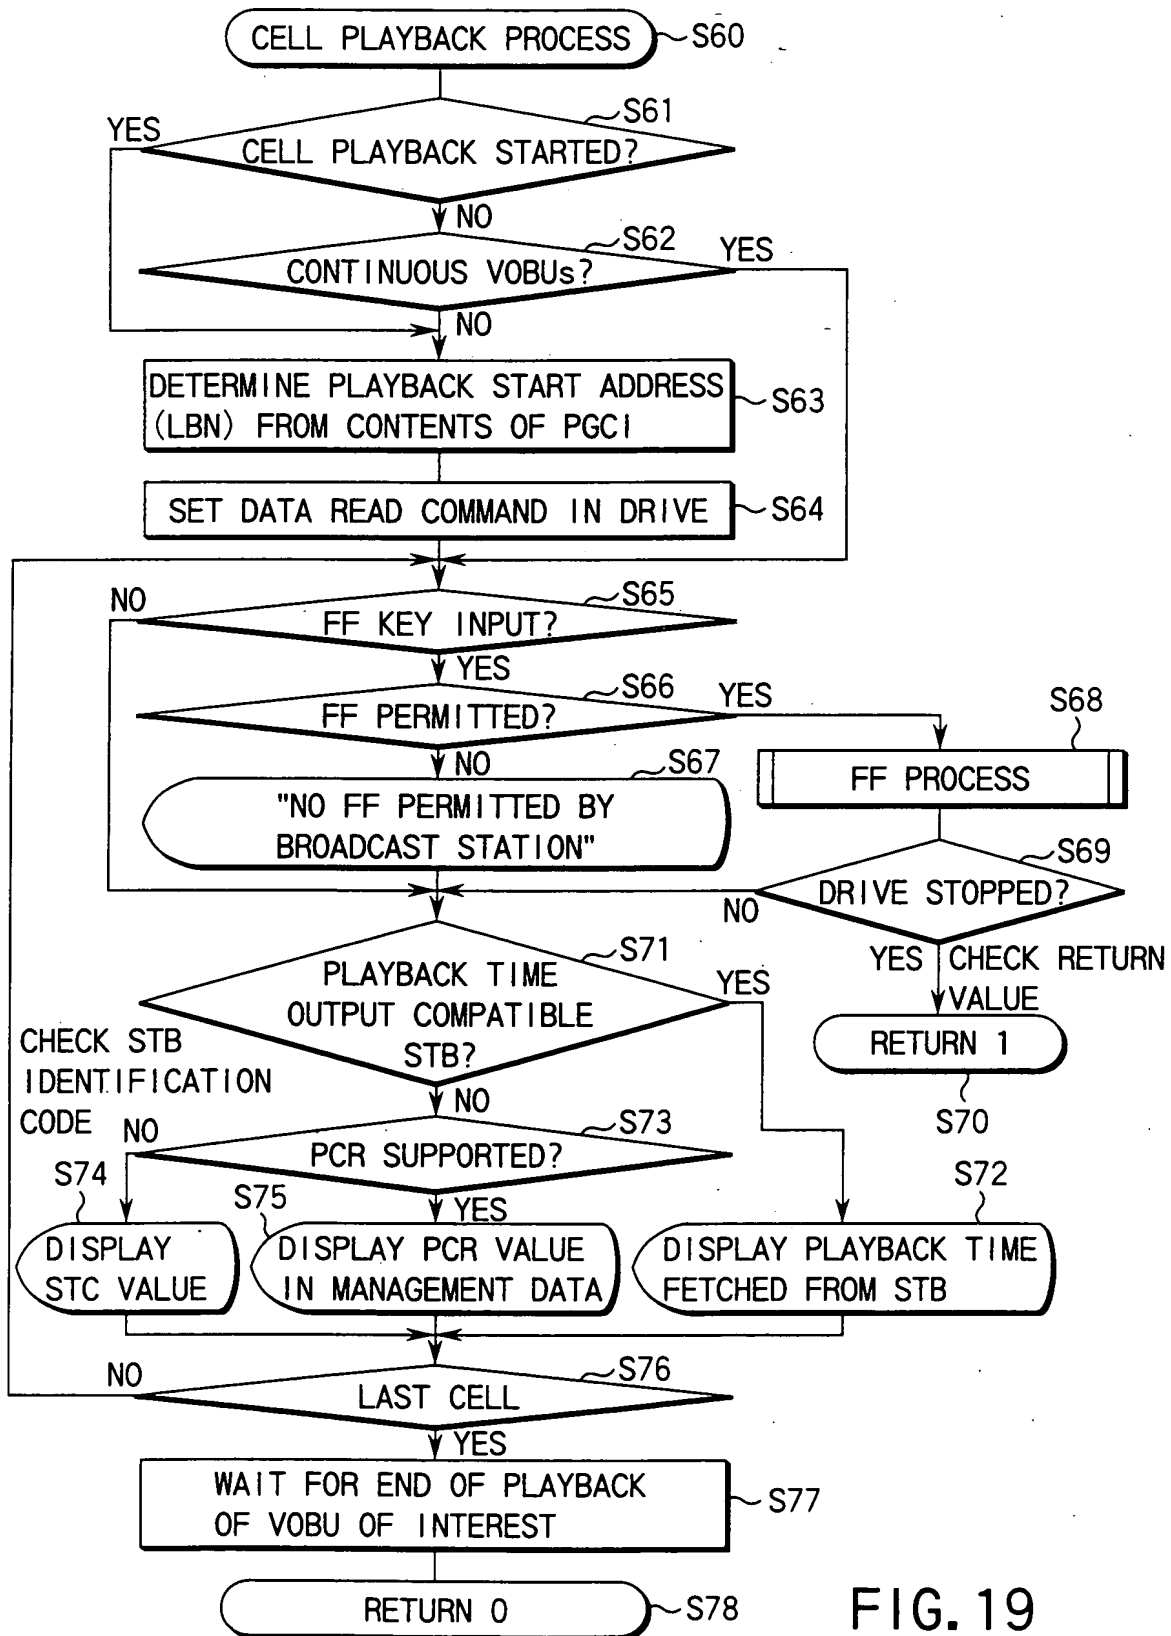 CELL PLAYBACK PROCESS
S60
S61
YES
CELL PLAYBACK STARTED?
NO
S62
YES
CONTINUOUS VOBUs?
NO
DETERMINE PLAYBACK START ADDRESS
(LBN) FROM CONTENTS OF PGCI
S63
SET DATA READ COMMAND IN DRIVE
S64
S65
NO
FF KEY INPUT?
YES
S66
YES
FF PERMITTED?
S68
NO
S67
FF PROCESS
"NO FF PERMITTED BY
BROADCAST STATION"
S69
DRIVE STOPPED?
NO
YES
CHECK RETURN
VALUE
S71
PLAYBACK TIME
OUTPUT COMPATIBLE
STB?
YES
RETURN 1
S70
CHECK STB
IDENTIFICATION
CODE
NO
NO
S73
PCR SUPPORTED?
S74
S75
YES
S72
DISPLAY
STC VALUE
DISPLAY PCR VALUE
IN MANAGEMENT DATA
DISPLAY PLAYBACK TIME
FETCHED FROM STB
NO
S76
LAST CELL
YES
WAIT FOR END OF PLAYBACK
OF VOBU OF INTEREST
S77
RETURN 0
S78
FIG. 19